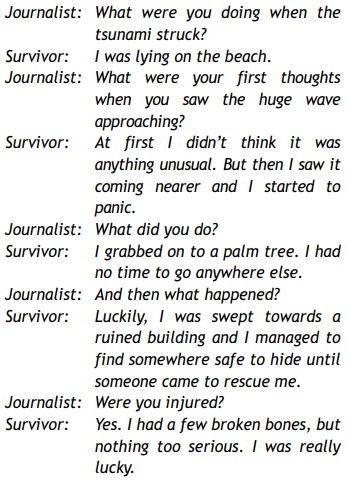 Journalist: What were you doing when the
tsunami struck?
Survivor: I was lying on the beach.
Journalist: What were your first thoughts
when you saw the huge wave
approaching?
Survivor: At first I didn’t think it was
anything unusual. But then I saw it
coming nearer and I started to
panic.
Journalist: What did you do?
Survivor: I grabbed on to a palm tree. I had
no time to go anywhere else.
Journalist: And then what happened?
Survivor: Luckily, I was swept towards a
ruined building and I managed to
find somewhere safe to hide until
someone came to rescue me.
Journalist: Were you injured?
Survivor: Yes. I had a few broken bones, but
nothing too serious. I was really
lucky.